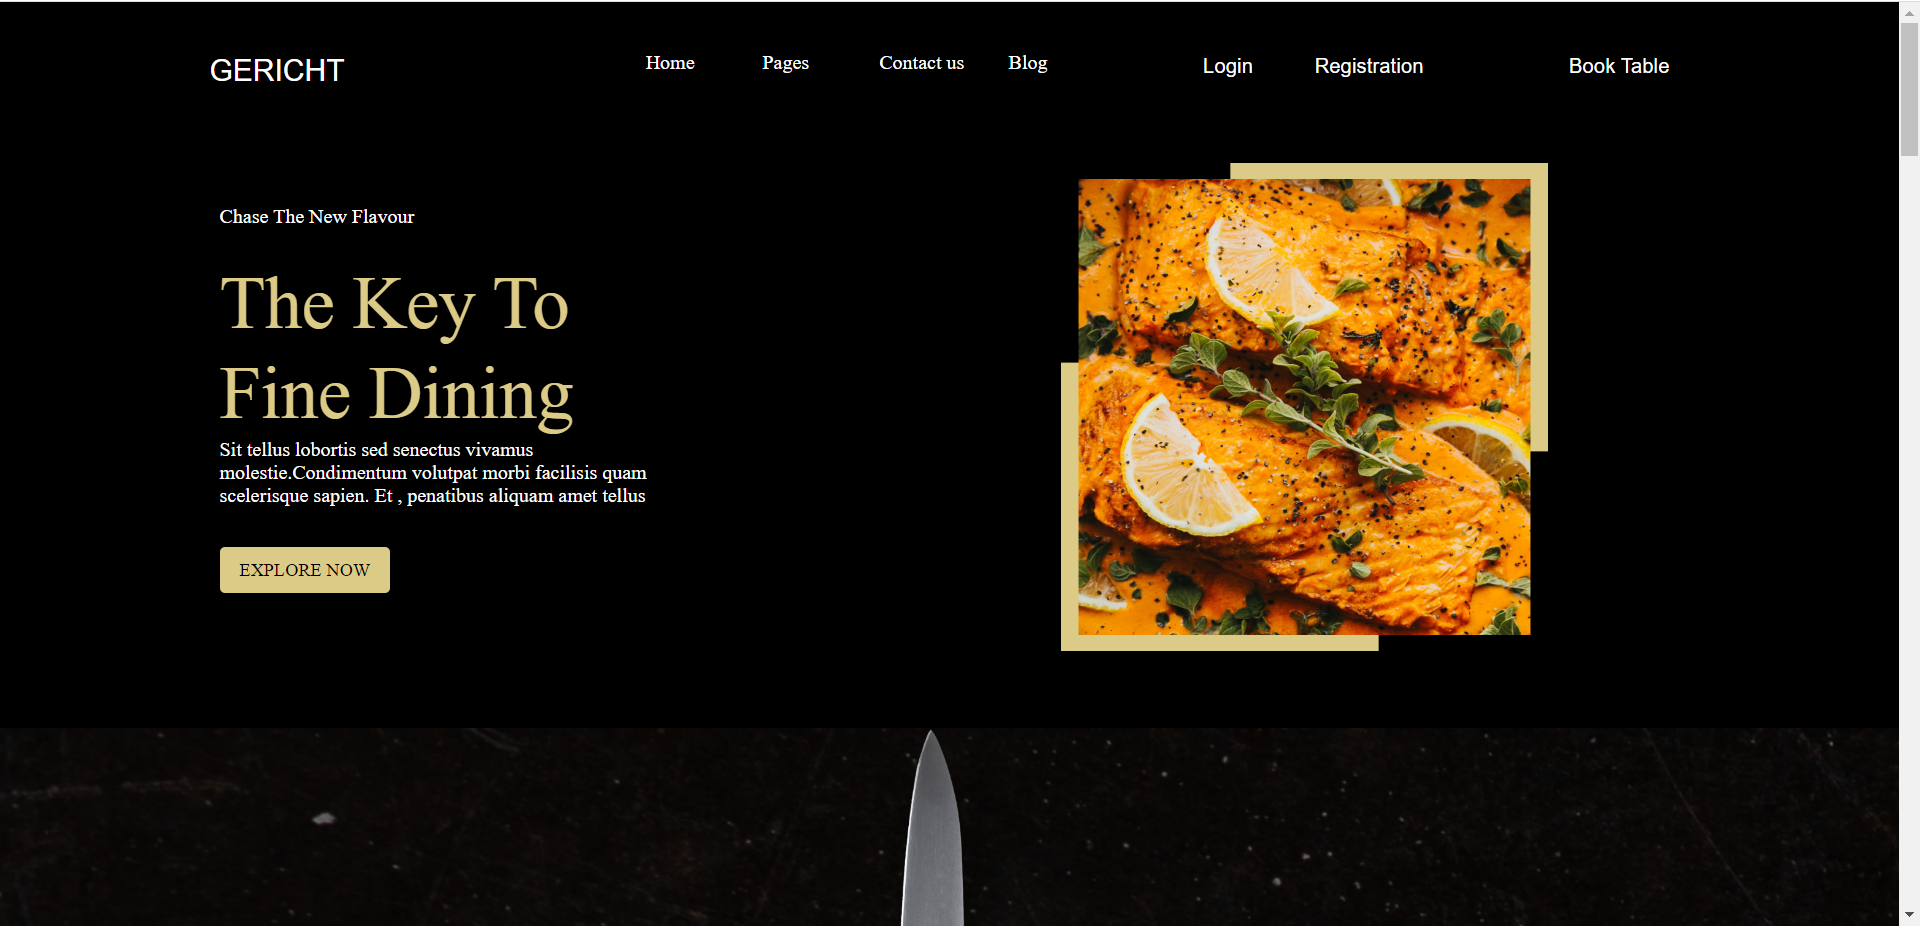 GERICHT
Home
Pages
Contact us
Blog
Login
Registration
Book Table
Chase The New Flavour
The Key To
Fine Dining
Sit tellus lobortis sed senectus vivamus
molestie.Condimentum volutpat morbi facilisis quam
scelerisque sapien. Et , penatibus aliquam amet tellus
EXPLORE NOW